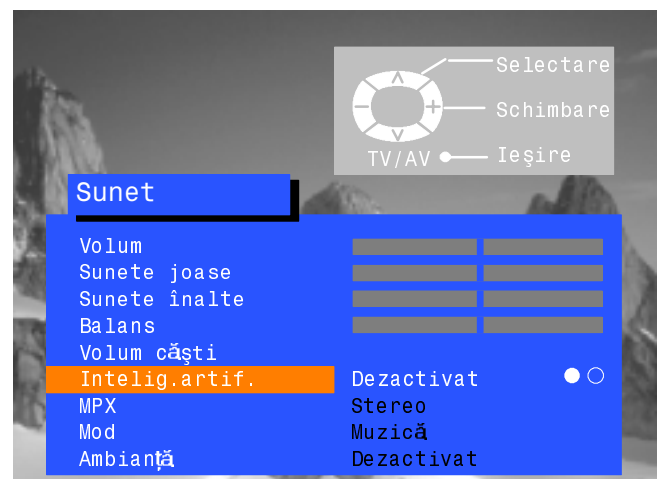 Selectare
Schimbare
TV/AV Ieşire
Sunet
Volum
Sunete joase
Sunete înalte
Balans
Volum căşti
Intelig.artif. Dezactivat
MPX Stereo
Mod Muzică
Ambianţă Dezactivat